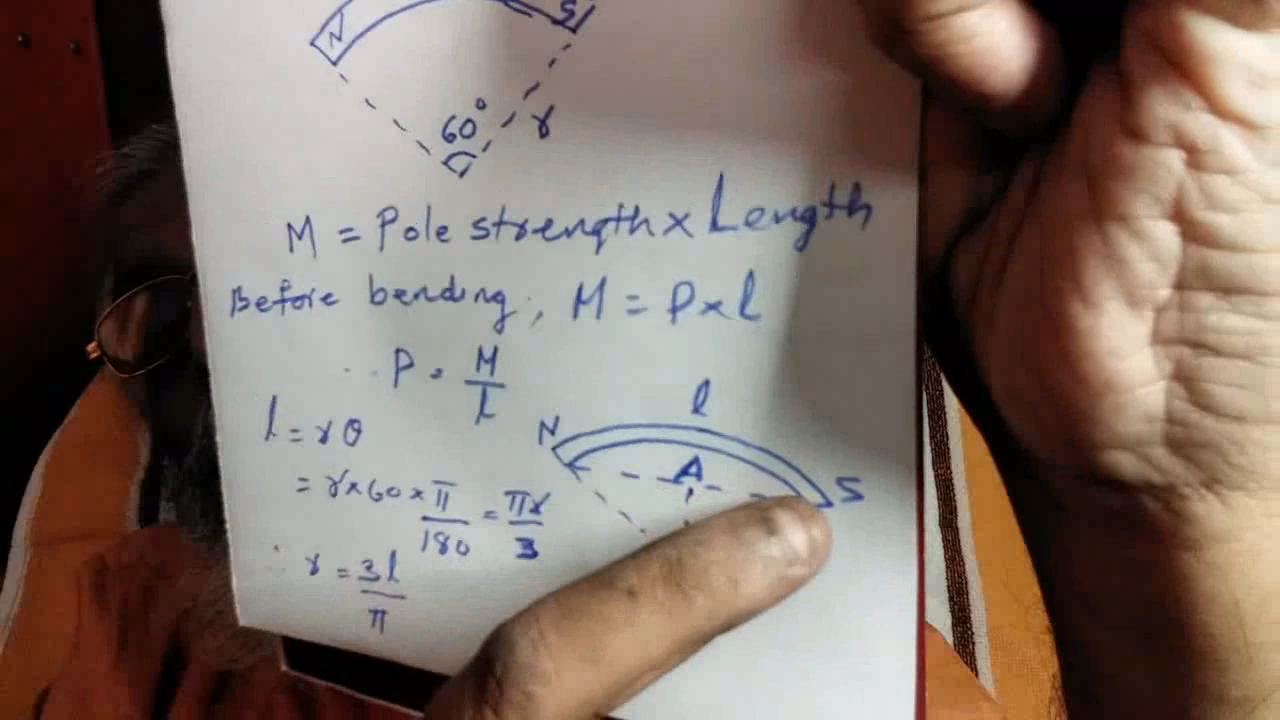 N S
60° r
M = Pole strength x Length
Before bending, M = P x l
∴ P = M/l
l
N S
A
l = rθ
= r x 60 x π/180 = πr/3
∴ r = 3l/π